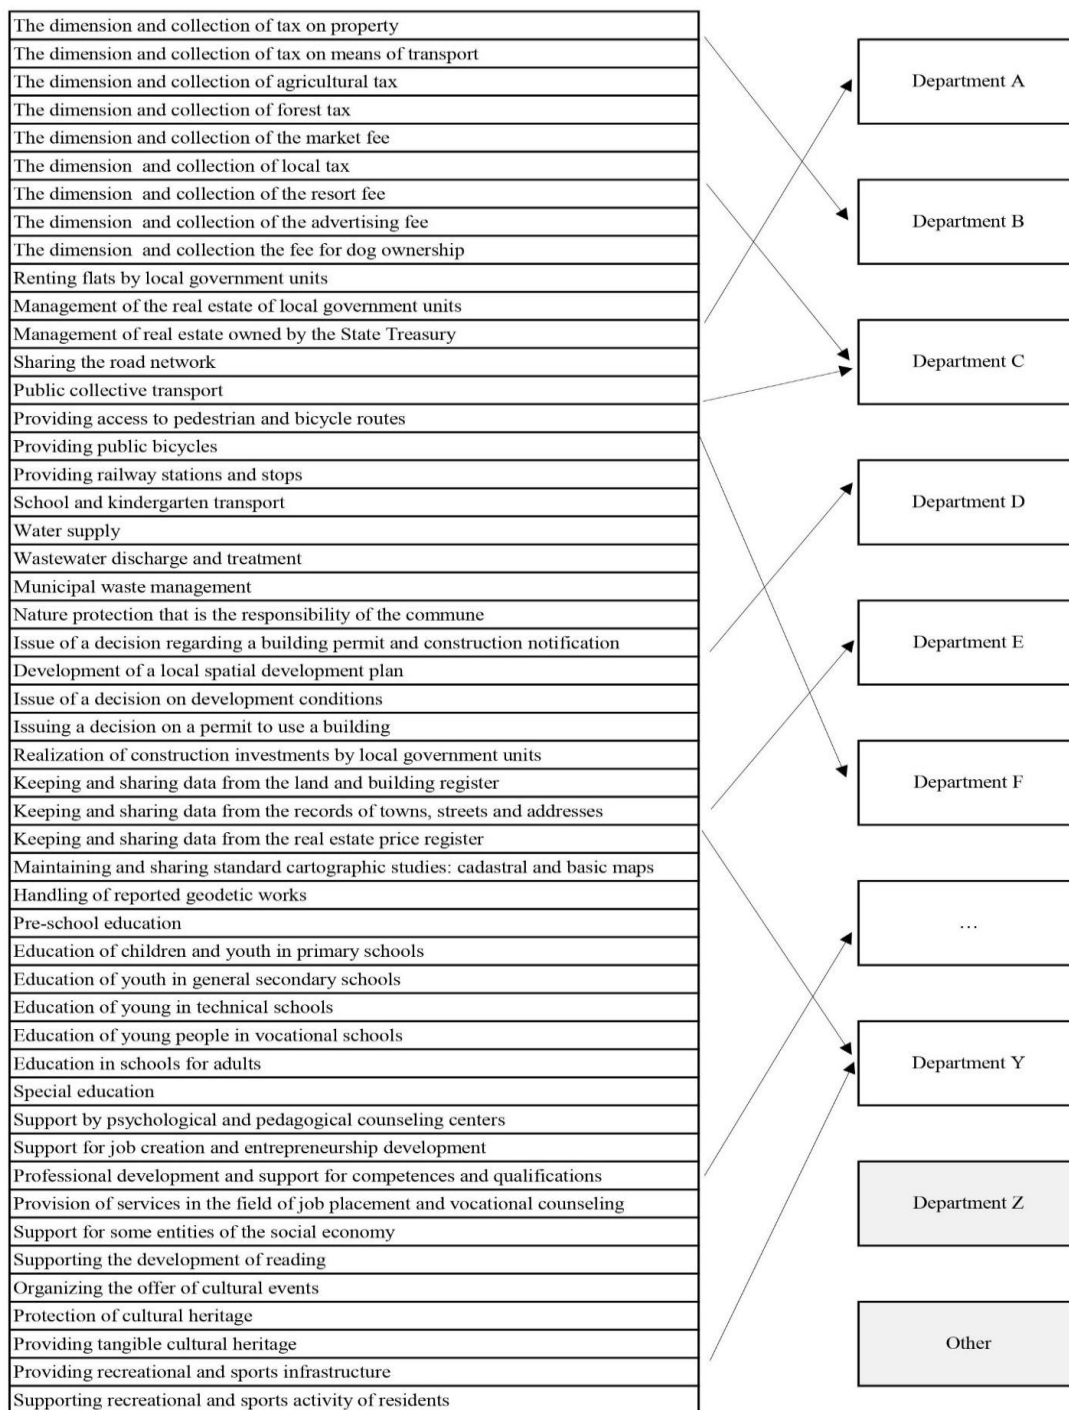 The dimension and collection of tax on property
The dimension and collection of tax on means of transport
The dimension and collection of agricultural tax
The dimension and collection of forest tax
The dimension and collection of the market fee
The dimension  and collection of local tax
The dimension  and collection of the resort fee
The dimension  and collection of the advertising fee
The dimension  and collection the fee for dog ownership
Renting flats by local government units
Management of the real estate of local government units
Management of real estate owned by the State Treasury
Sharing the road network
Public collective transport
Providing access to pedestrian and bicycle routes
Providing public bicycles
Providing railway stations and stops
School and kindergarten transport
Water supply
Wastewater discharge and treatment
Municipal waste management
Nature protection that is the responsibility of the commune
Issue of a decision regarding a building permit and construction notification
Development of a local spatial development plan
Issue of a decision on development conditions
Issuing a decision on a permit to use a building
Realization of construction investments by local government units
Keeping and sharing data from the land and building register
Keeping and sharing data from the records of towns, streets and addresses
Keeping and sharing data from the real estate price register
Maintaining and sharing standard cartographic studies: cadastral and basic maps
Handling of reported geodetic works
Pre-school education
Education of children and youth in primary schools
Education of youth in general secondary schools
Education of young in technical schools
Education of young people in vocational schools
Education in schools for adults
Special education
Support by psychological and pedagogical counseling centers
Support for job creation and entrepreneurship development
Professional development and support for competences and qualifications
Provision of services in the field of job placement and vocational counseling
Support for some entities of the social economy
Supporting the development of reading
Organizing the offer of cultural events
Protection of cultural heritage
Providing tangible cultural heritage
Providing recreational and sports infrastructure
Supporting recreational and sports activity of residents
Department A
Department B
Department C
Department D
Department E
Department F
…
Department Y
Department Z
Other